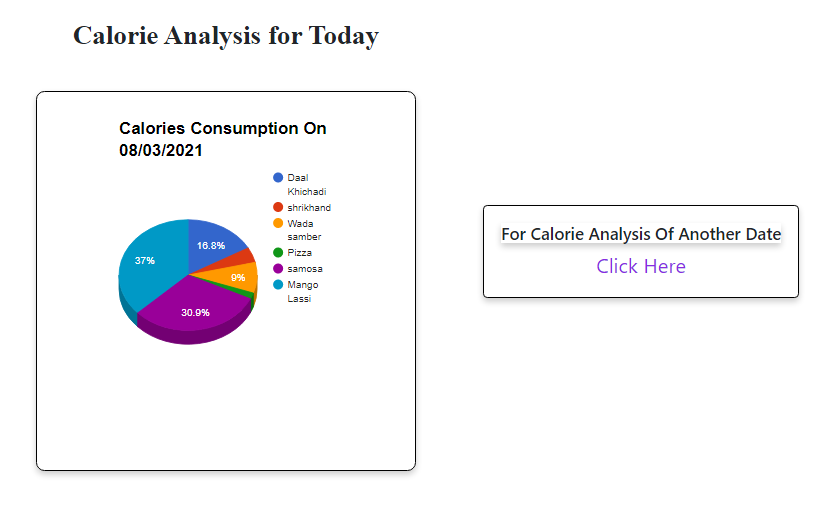 Calorie Analysis for Today
Calories Consumption On
08/03/2021
Daal
Khichadi
shrikhand
Wada
samber
Pizza
samosa
Mango
Lassi
16.8%
37%
9%
30.9%
For Calorie Analysis Of Another Date
Click Here